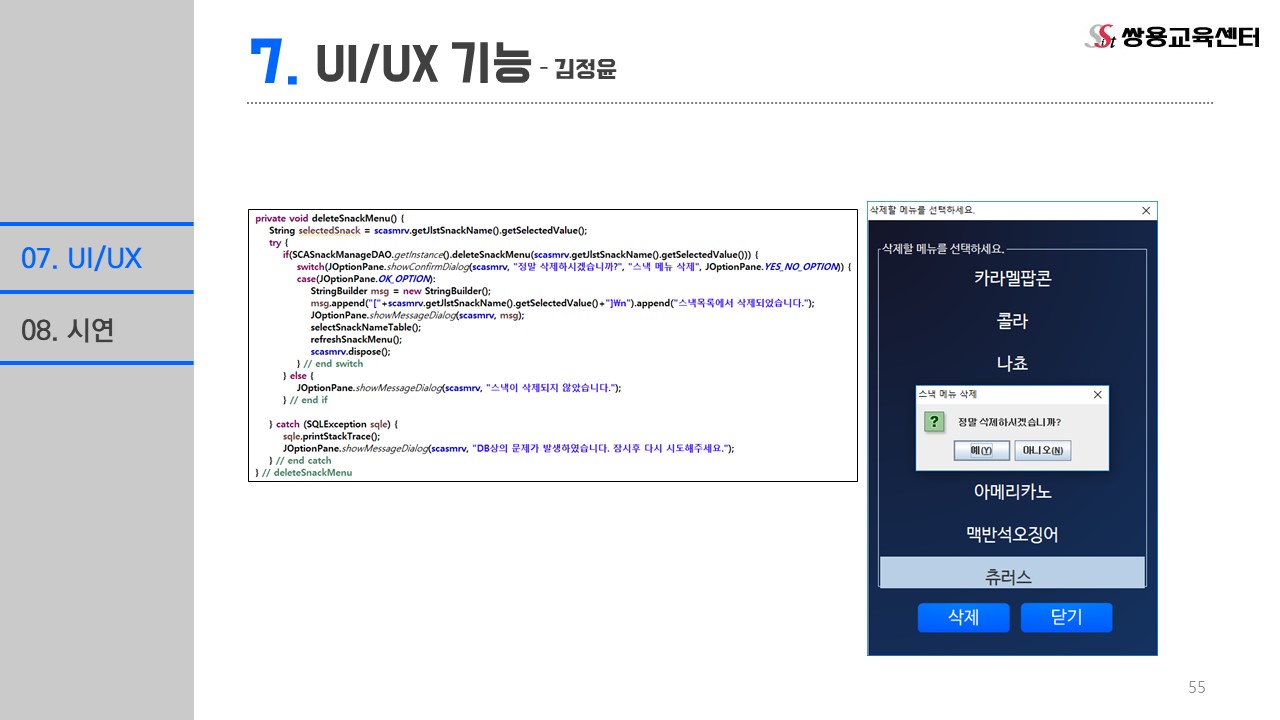 7. UI/UX 기능 - 김정윤
Sist 쌍용교육센터
07. UI/UX
08. 시연
private void deleteSnackMenu() {
String selectedSnack = scasmrv.getJlstSnackName().getSelectedValue();
try {
if(SCASnackManageDAO.getInstance().deleteSnackMenu(scasmrv.getJlstSnackName().getSelectedValue())) {
switch(JOptionPane.showConfirmDialog(scasmrv, "정말 삭제하시겠습니까?", "스낵 메뉴 삭제", JOptionPane.YES_NO_OPTION)) {
case(JOptionPane.OK_OPTION):
StringBuilder msg = new StringBuilder();
msg.append("["+scasmrv.getJlstSnackName().getSelectedValue()+"]₩n").append("스낵목록에서 삭제되었습니다.");
JOptionPane.showMessageDialog(scasmrv, msg);
selectSnackNameTable();
refreshSnackMenu();
scasmrv.dispose();
} // end switch
} else {
JOptionPane.showMessageDialog(scasmrv, "스낵이 삭제되지 않았습니다.");
} // end if
} catch (SQLException sqle) {
sqle.printStackTrace();
JOptionPane.showMessageDialog(scasmrv, "DB상의 문제가 발생하였습니다. 잠시후 다시 시도해주세요.");
} // end catch
} // deleteSnackMenu
삭제할 메뉴를 선택하세요.
삭제할 메뉴를 선택하세요.
카라멜팝콘
콜라
나쵸
스낵 메뉴 삭제
? 정말 삭제하시겠습니까?
예(Y) 아니오(N)
아메리카노
맥반석오징어
츄러스
삭제 닫기
55